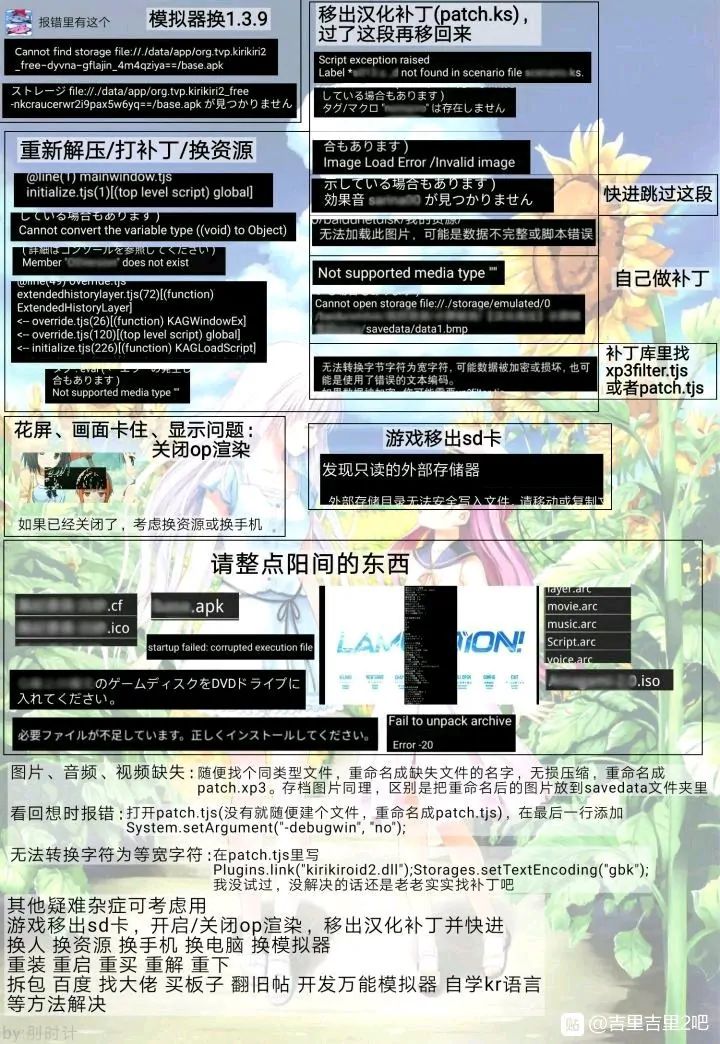 报错里有这个
模拟器换1.3.9
Cannot find storage file://./data/app/org.tvp.kirikiri2
_free-dyvna-gflajin_4m4qziya==/base.apk
ストレージ file://./data/app/org.tvp.kirikiri2_free
-nkcraucerwr2i9pax5w6yq==/base.apk が見つかりません
移出汉化补丁(patch.ks)，
过了这段再移回来
Script exception raised
Label * not found in scenario file ks.
している場合もあります）
タグ/マクロ " " は存在しません
合もあります）
Image Load Error /Invalid image
示している場合もあります）
効果音 が見つかりません
快进跳过这段
/baidunetdisk/我的资源/
无法加载此图片，可能是数据不完整或脚本错误
重新解压/打补丁/换资源
@line(1) mainwindow.tjs
initialize.tjs(1)[(top level script) global]
している場合もあります）
Cannot convert the variable type ((void) to Object)
（詳細はコンソールを参照してください）
Member " " does not exist
@line(49) override.tjs
extendedhistorylayer.tjs(72)[(function)
ExtendedHistoryLayer]
<-- override.tjs(26)[(function) KAGWindowEx]
<-- override.tjs(120)[(top level script) global]
<-- initialize.tjs(226)[(function) KAGLoadScript]
合もあります）
Not supported media type ""
Not supported media type ""
Cannot open storage file://./storage/emulated/0
/savedata/data1.bmp
自己做补丁
无法转换字节字符为宽字符，可能数据被加密或损坏，也可
能是使用了错误的文本编码。
补丁库里找
xp3filter.tjs
或者patch.tjs
花屏、画面卡住、显示问题：
关闭op渲染
如果已经关闭了，考虑换资源或换手机
游戏移出sd卡
发现只读的外部存储器
外部存储目录无法安全写入文件，请移动或复制文
请整点阳间的东西
.cf
.ico
.apk
startup failed: corrupted execution file
のゲームディスクをDVDドライブに
入れてください。
必要ファイルが不足しています。正しくインストールしてください。
Fail to unpack archive
Error -20
layer.arc
movie.arc
music.arc
Script.arc
voice.arc
.iso
图片、音频、视频缺失：随便找个同类型文件，重命名成缺失文件的名字，无损压缩，重命名成
patch.xp3。存档图片同理，区别是把重命名后的图片放到savedata文件夹里
看回想时报错：打开patch.tjs(没有就随便建个文件，重命名成patch.tjs)，在最后一行添加
System.setArgument("-debugwin", "no");
无法转换字符为等宽字符：在patch.tjs里写
Plugins.link("kirikiroid2.dll");Storages.setTextEncoding("gbk");
我没试过，没解决的话还是老老实实找补丁吧
其他疑难杂症可考虑用
游戏移出sd卡，开启/关闭op渲染，移出汉化补丁并快进
换人 换资源 换手机 换电脑 换模拟器
重装 重启 重买 重解 重下
拆包 百度 找大佬 买板子 翻旧帖 开发万能模拟器 自学kr语言
等方法解决
by:刖时计
贴 @吉里吉里2吧